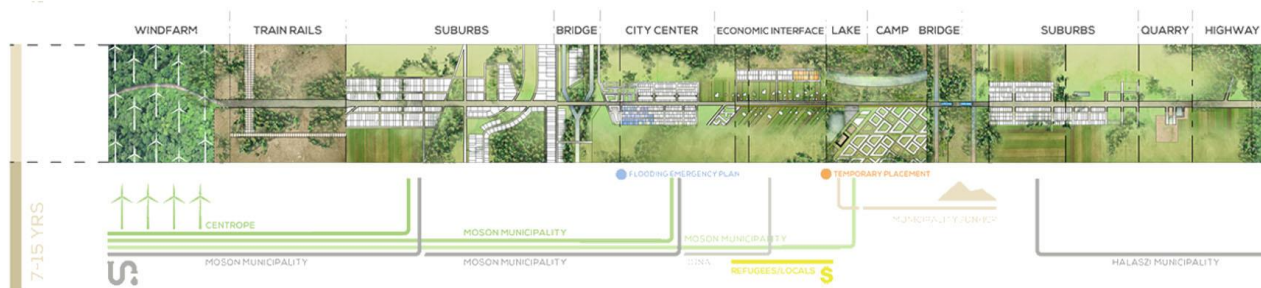 WINDFARM
TRAIN RAILS
SUBURBS
BRIDGE
CITY CENTER
ECONOMIC INTERFACE
LAKE
CAMP
BRIDGE
SUBURBS
QUARRY
HIGHWAY
FLOODING EMERGENCY PLAN
TEMPORARY PLACEMENT
7-15 YRS
CENTROPE
MOSON MUNICIPALITY
MOSON MUNICIPALITY
MOSON MUNICIPALITY
MOSON MUNICIPALITY
HALASZI MUNICIPALITY
REFUGEES/LOCALS $